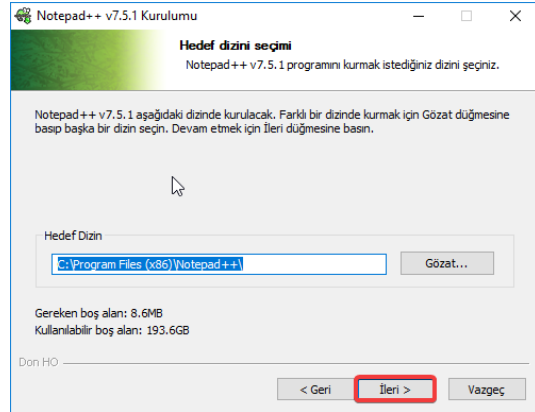 Notepad++ v7.5.1 Kurulumu
Hedef dizini seçimi
Notepad++ v7.5.1 programını kurmak istediğiniz dizini seçiniz.
Notepad++ v7.5.1 aşağıdaki dizinde kurulacak. Farklı bir dizinde kurmak için Gözat düğmesine
basıp başka bir dizin seçin. Devam etmek için İleri düğmesine basın.
Hedef Dizin
C:\Program Files (x86)\Notepad++\
Gözat...
Gereken boş alan: 8.6MB
Kullanılabilir boş alan: 193.6GB
Don HO
< Geri
İleri >
Vazgeç